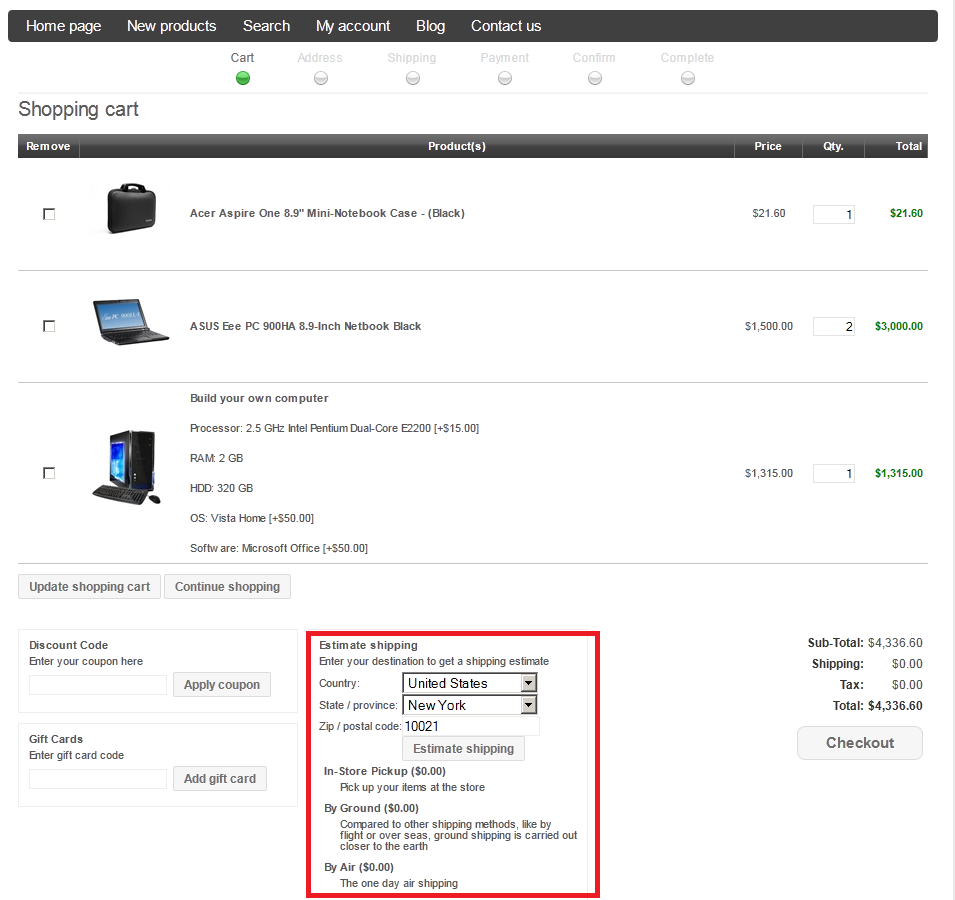 Home page New products Search My account Blog Contact us
Cart Address Shipping Payment Confirm Complete
Shopping cart
Remove Product(s) Price Qty. Total
Acer Aspire One 8.9" Mini-Notebook Case - (Black) $21.60 1 $21.60
ASUS Eee PC 900HA 8.9-Inch Netbook Black $1,500.00 2 $3,000.00
Build your own computer
Processor: 2.5 GHz Intel Pentium Dual-Core E2200 [+$15.00]
RAM: 2 GB
HDD: 320 GB
$1,315.00 1 $1,315.00
OS: Vista Home [+$50.00]
Software: Microsoft Office [+$50.00]
Update shopping cart Continue shopping
Discount Code
Enter your coupon here
Apply coupon
Gift Cards
Enter gift card code
Add gift card
Estimate shipping
Enter your destination to get a shipping estimate
Country: United States
State / province: New York
Zip / postal code: 10021
Estimate shipping
In-Store Pickup ($0.00)
Pick up your items at the store
By Ground ($0.00)
Compared to other shipping methods, like by
flight or over seas, ground shipping is carried out
closer to the earth
By Air ($0.00)
The one day air shipping
Sub-Total: $4,336.60
Shipping: $0.00
Tax: $0.00
Total: $4,336.60
Checkout